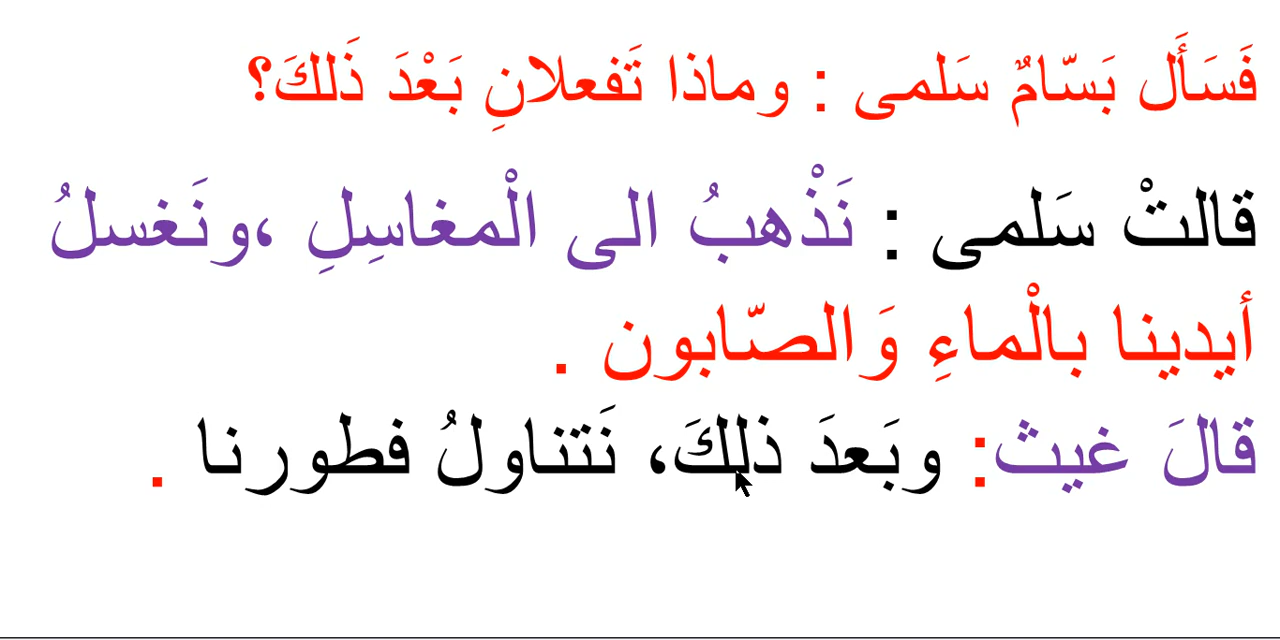 فَسَأَل بَسّامٌ سَلمى : وماذا تَفعلانِ بَعْدَ ذَلكَ؟
قالتْ سَلمى : نَذْهبُ الى الْمغاسِلِ ،ونَغسلُ
أيدينا بالْماءِ وَالصّابون .
قالَ غيث: وبَعدَ ذلِكَ، نَتناولُ فطورنا .